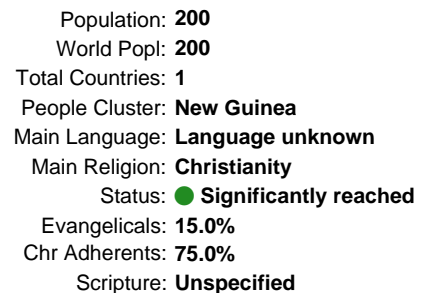 Population: 200
World Popl: 200
Total Countries: 1
People Cluster: New Guinea
Main Language: Language unknown
Main Religion: Christianity
Status: Significantly reached
Evangelicals: 15.0%
Chr Adherents: 75.0%
Scripture: Unspecified